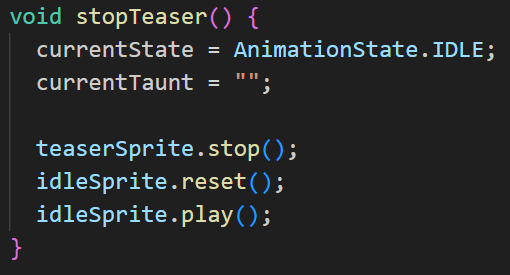 void stopTeaser() {
  currentState = AnimationState.IDLE;
  currentTaunt = "";

  teaserSprite.stop();
  idleSprite.reset();
  idleSprite.play();
}